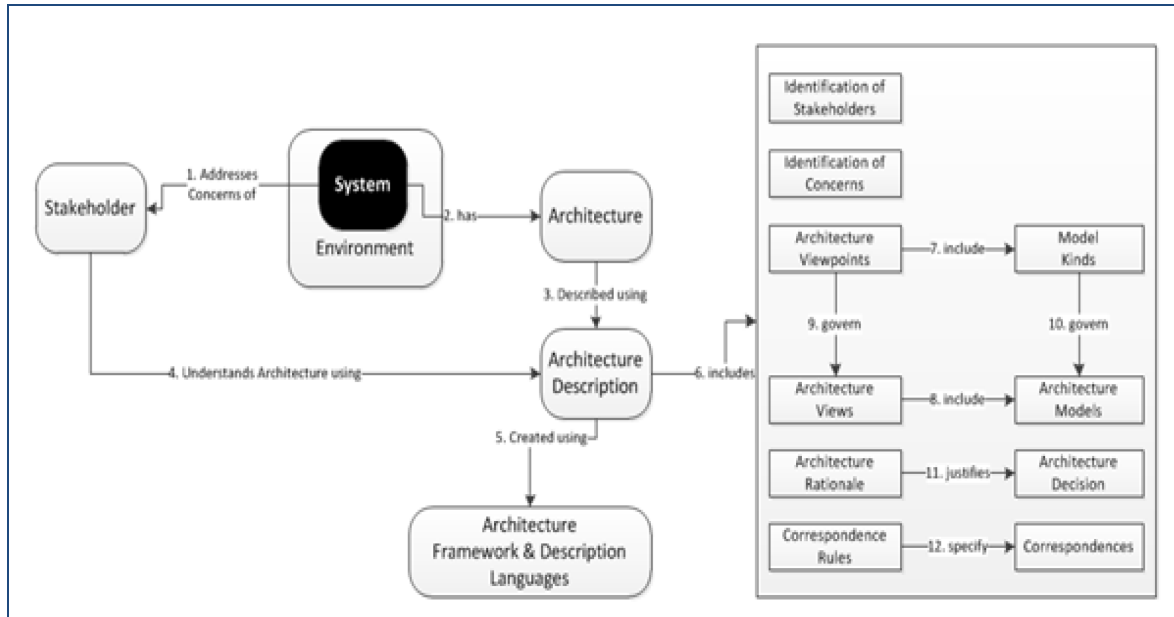 Identification of
Stakeholders
Identification of
Concerns
1. Addresses
Concerns of
System
Environment
Stakeholder
2. has
Architecture
Architecture
Viewpoints
7. include
Model
Kinds
3. Described using
9. govern
10. govern
4. Understands Architecture using
Architecture
Description
6. includes
Architecture
Views
8. include
Architecture
Models
5. Created using
Architecture
Rationale
11. justifies
Architecture
Decision
Architecture
Framework & Description
Languages
Correspondence
Rules
12. specify
Correspondences